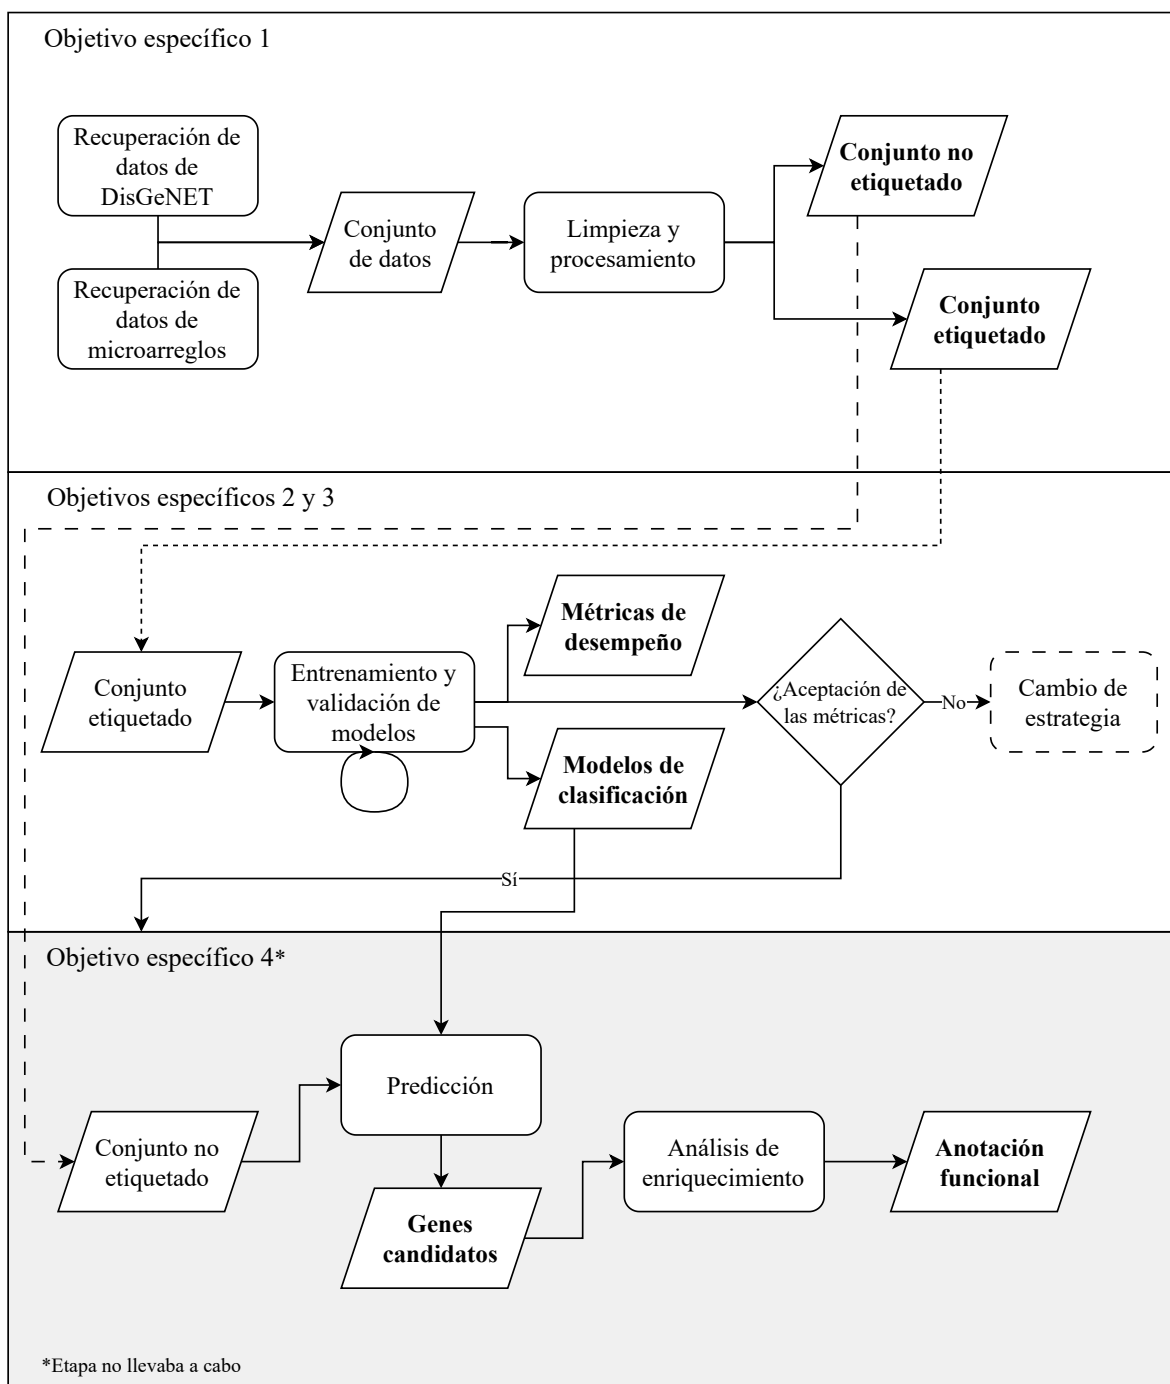 Objetivo específico 1
Recuperación de
datos de
DisGeNET
Recuperación de
datos de
microarreglos
Conjunto
de datos
Limpieza y
procesamiento
Conjunto no
etiquetado
Conjunto
etiquetado
Objetivos específicos 2 y 3
Conjunto
etiquetado
Entrenamiento y
validación de
modelos
Métricas de
desempeño
Modelos de
clasificación
¿Aceptación de
las métricas?
No
Cambio de
estrategia
Sí
Objetivo específico 4*
Conjunto no
etiquetado
Predicción
Genes
candidatos
Análisis de
enriquecimiento
Anotación
funcional
*Etapa no llevaba a cabo